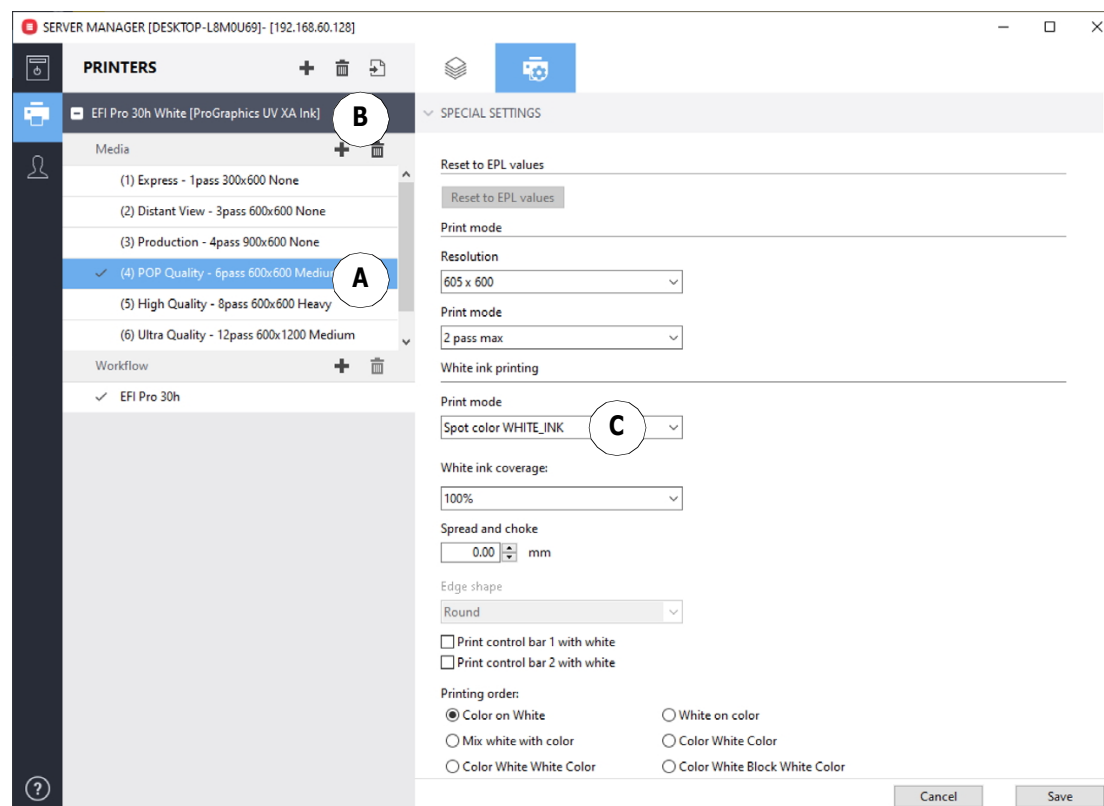 SERVER MANAGER [DESKTOP-L8M0U69]- [192.168.60.128]
PRINTERS
EFI Pro 30h White [ProGraphics UV XA Ink]
B
Media
(1) Express - 1pass 300x600 None
(2) Distant View - 3pass 600x600 None
(3) Production - 4pass 900x600 None
(4) POP Quality - 6pass 600x600 Medium
A
(5) High Quality - 8pass 600x600 Heavy
(6) Ultra Quality - 12pass 600x1200 Medium
Workflow
EFI Pro 30h
?
SPECIAL SETTINGS
Reset to EPL values
Reset to EPL values
Print mode
Resolution
605 x 600
Print mode
2 pass max
White ink printing
Print mode
Spot color WHITE_INK
C
White ink coverage:
100%
Spread and choke
0.00 mm
Edge shape
Round
Print control bar 1 with white
Print control bar 2 with white
Printing order:
Color on White
White on color
Mix white with color
Color White Color
Color White White Color
Color White Block White Color
Cancel
Save